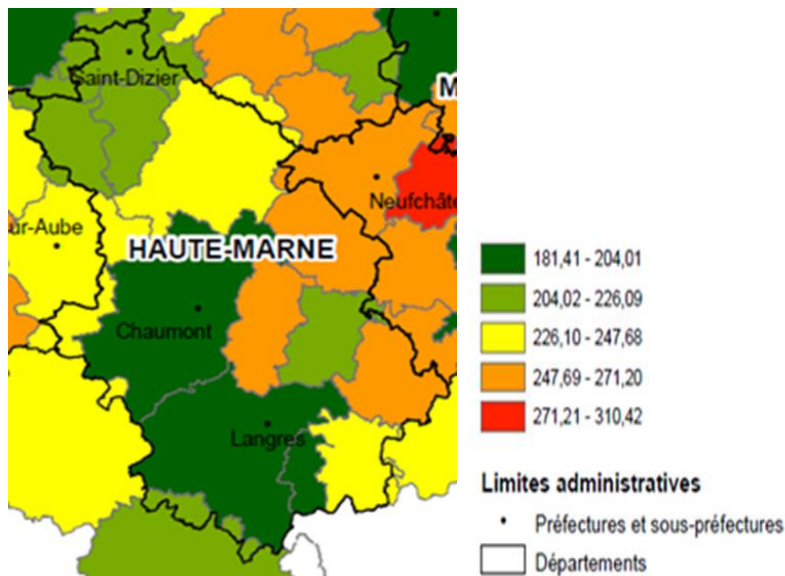 Saint-Dizier
M
Neufchâte
ur-Aube
HAUTE-MARNE
Chaumont
Langres
181,41 - 204,01
204,02 - 226,09
226,10 - 247,68
247,69 - 271,20
271,21 - 310,42
Limites administratives
Préfectures et sous-préfectures
Départements